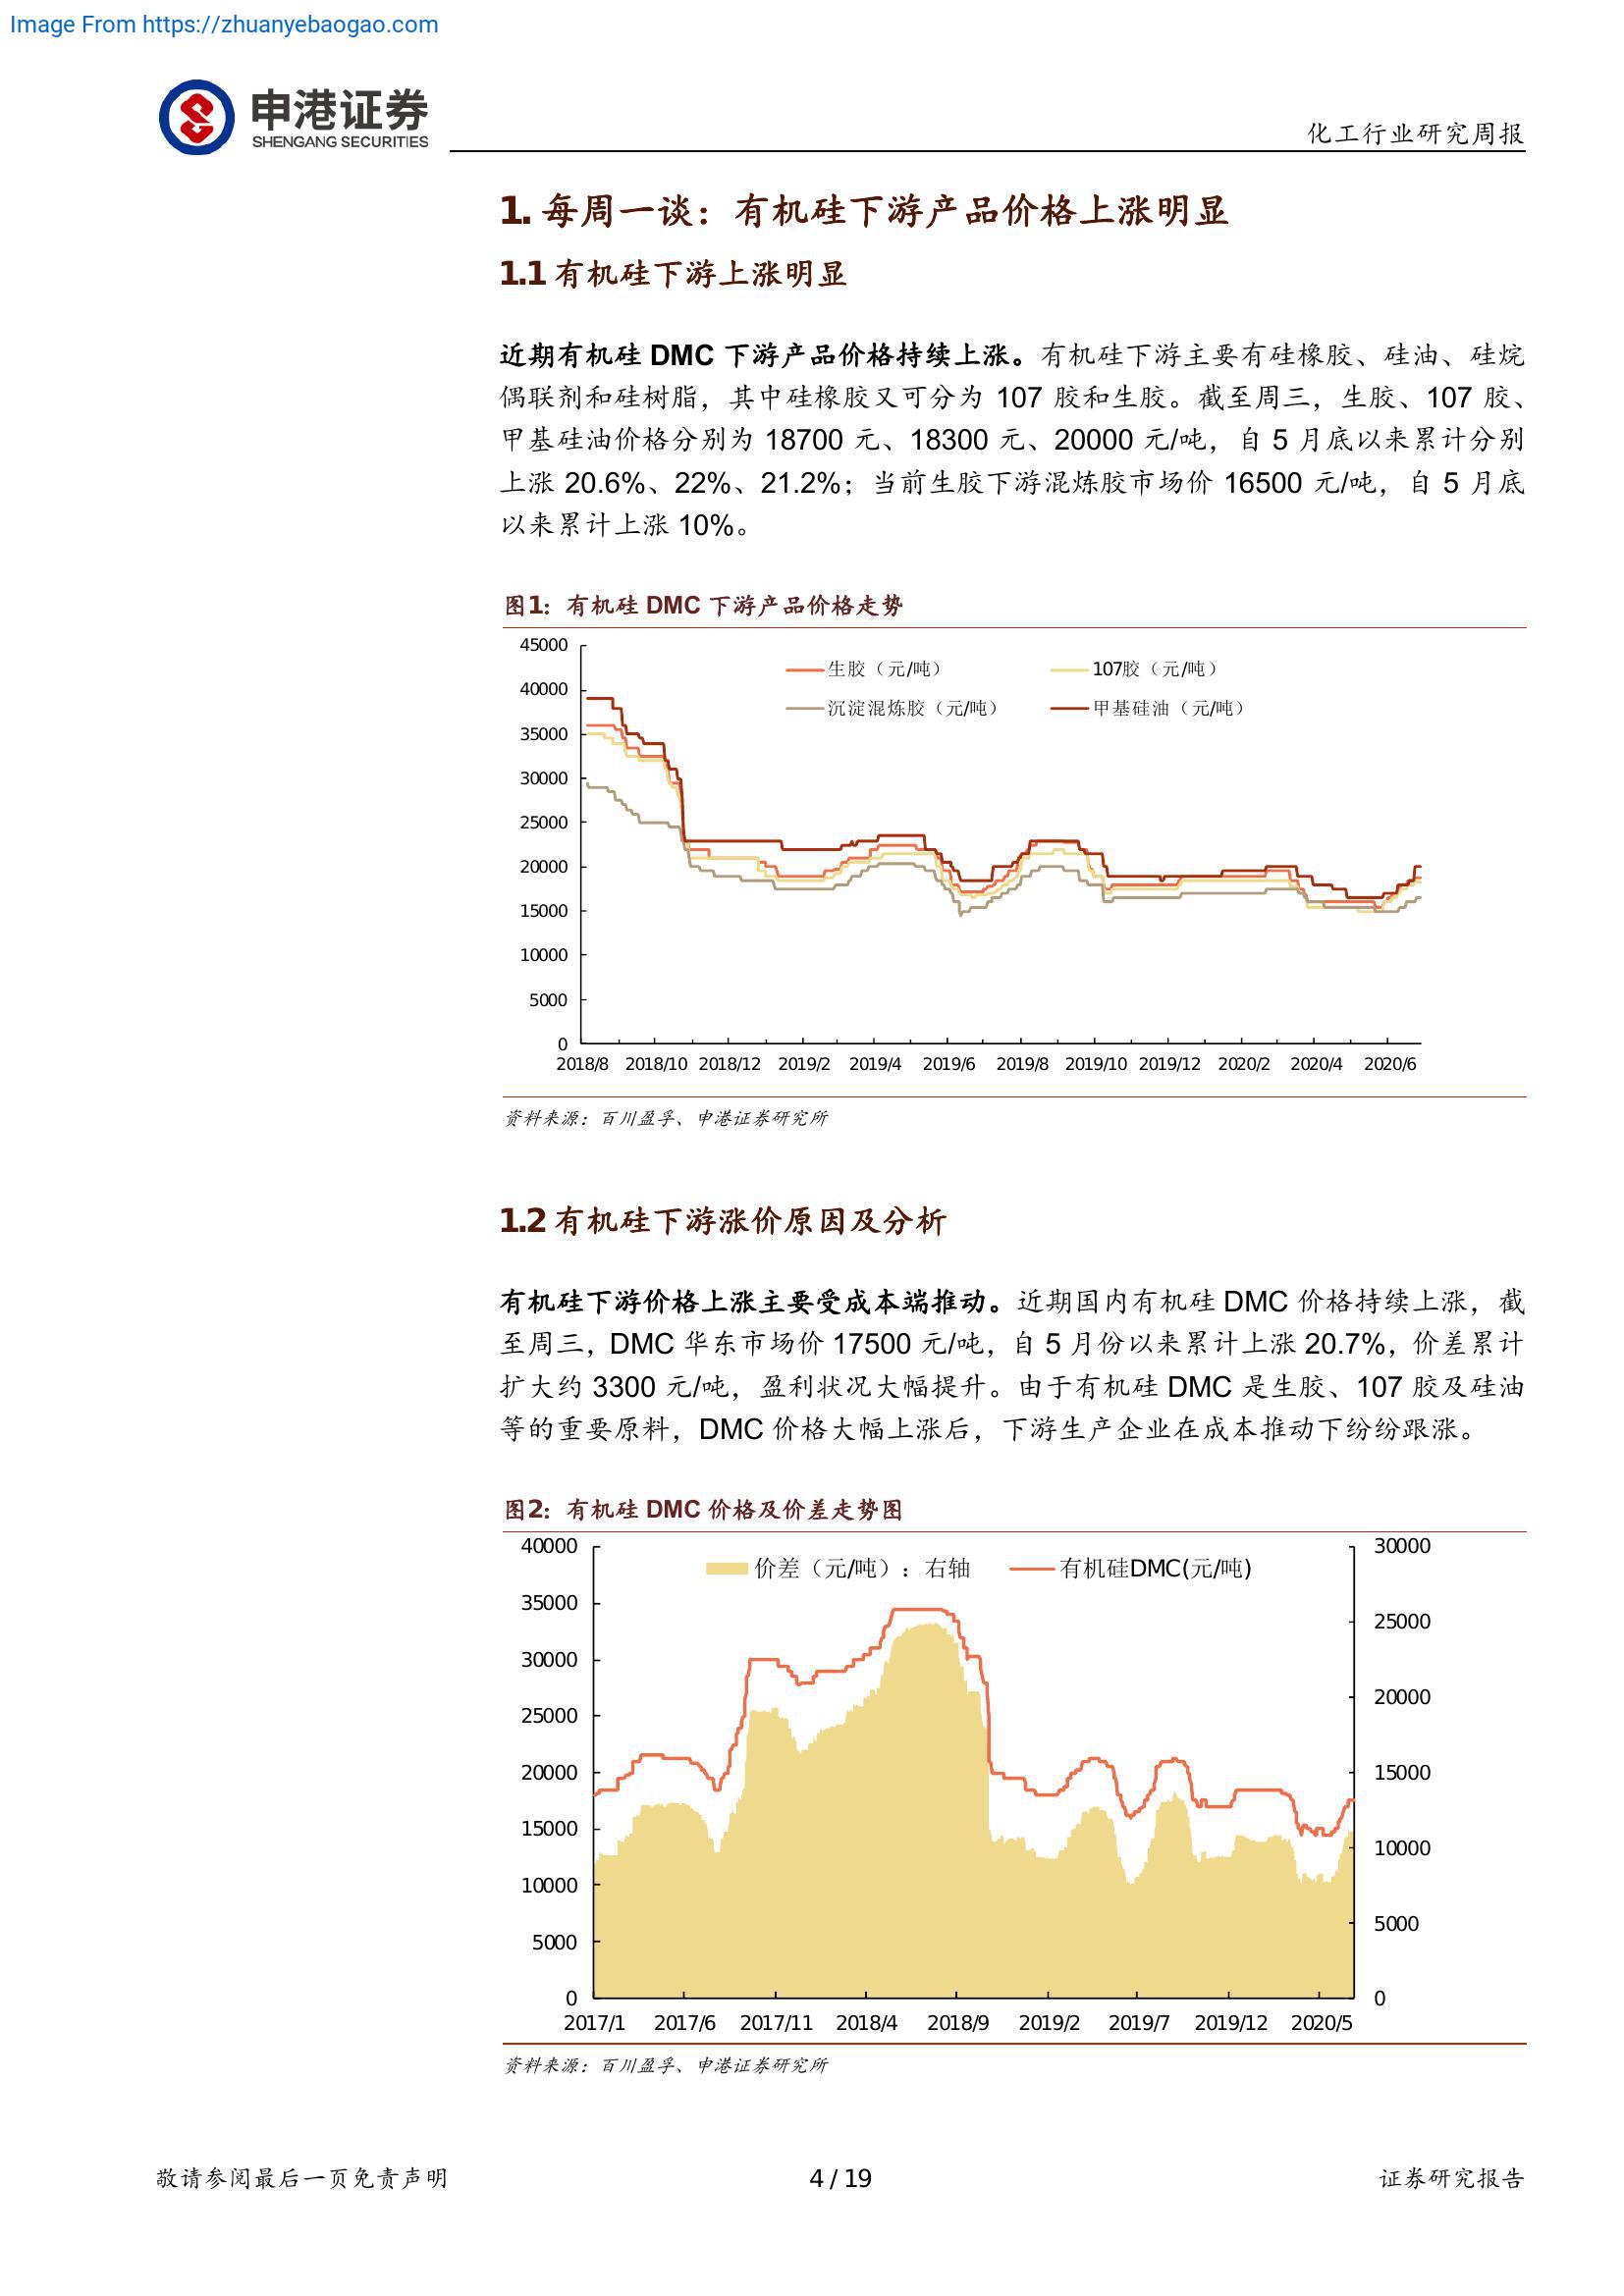 Image From https://zhuanyebaogao.com
申港证券
SHENGANG SECURITIES
化工行业研究周报
1. 每周一谈：有机硅下游产品价格上涨明显
1.1 有机硅下游上涨明显
近期有机硅 DMC 下游产品价格持续上涨。有机硅下游主要有硅橡胶、硅油、硅烷
偶联剂和硅树脂，其中硅橡胶又可分为 107 胶和生胶。截至周三，生胶、107 胶、
甲基硅油价格分别为 18700 元、18300 元、20000 元/吨，自 5 月底以来累计分别
上涨 20.6%、22%、21.2%；当前生胶下游混炼胶市场价 16500 元/吨，自 5 月底
以来累计上涨 10%。
图1：有机硅 DMC 下游产品价格走势
45000
40000
35000
30000
25000
20000
15000
10000
5000
0
生胶（元/吨）
107胶（元/吨）
沉淀混炼胶（元/吨）
甲基硅油（元/吨）
2018/8 2018/10 2018/12 2019/2 2019/4 2019/6 2019/8 2019/10 2019/12 2020/2 2020/4 2020/6
资料来源：百川盈孚、申港证券研究所
1.2 有机硅下游涨价原因及分析
有机硅下游价格上涨主要受成本端推动。近期国内有机硅 DMC 价格持续上涨，截
至周三，DMC 华东市场价 17500 元/吨，自 5 月份以来累计上涨 20.7%，价差累计
扩大约 3300 元/吨，盈利状况大幅提升。由于有机硅 DMC 是生胶、107 胶及硅油
等的重要原料，DMC 价格大幅上涨后，下游生产企业在成本推动下纷纷跟涨。
图2：有机硅 DMC 价格及价差走势图
40000
35000
30000
25000
20000
15000
10000
5000
0
价差（元/吨）：右轴
有机硅DMC(元/吨)
30000
25000
20000
15000
10000
5000
0
2017/1 2017/6 2017/11 2018/4 2018/9 2019/2 2019/7 2019/12 2020/5
资料来源：百川盈孚、申港证券研究所
敬请参阅最后一页免责声明
4 / 19
证券研究报告